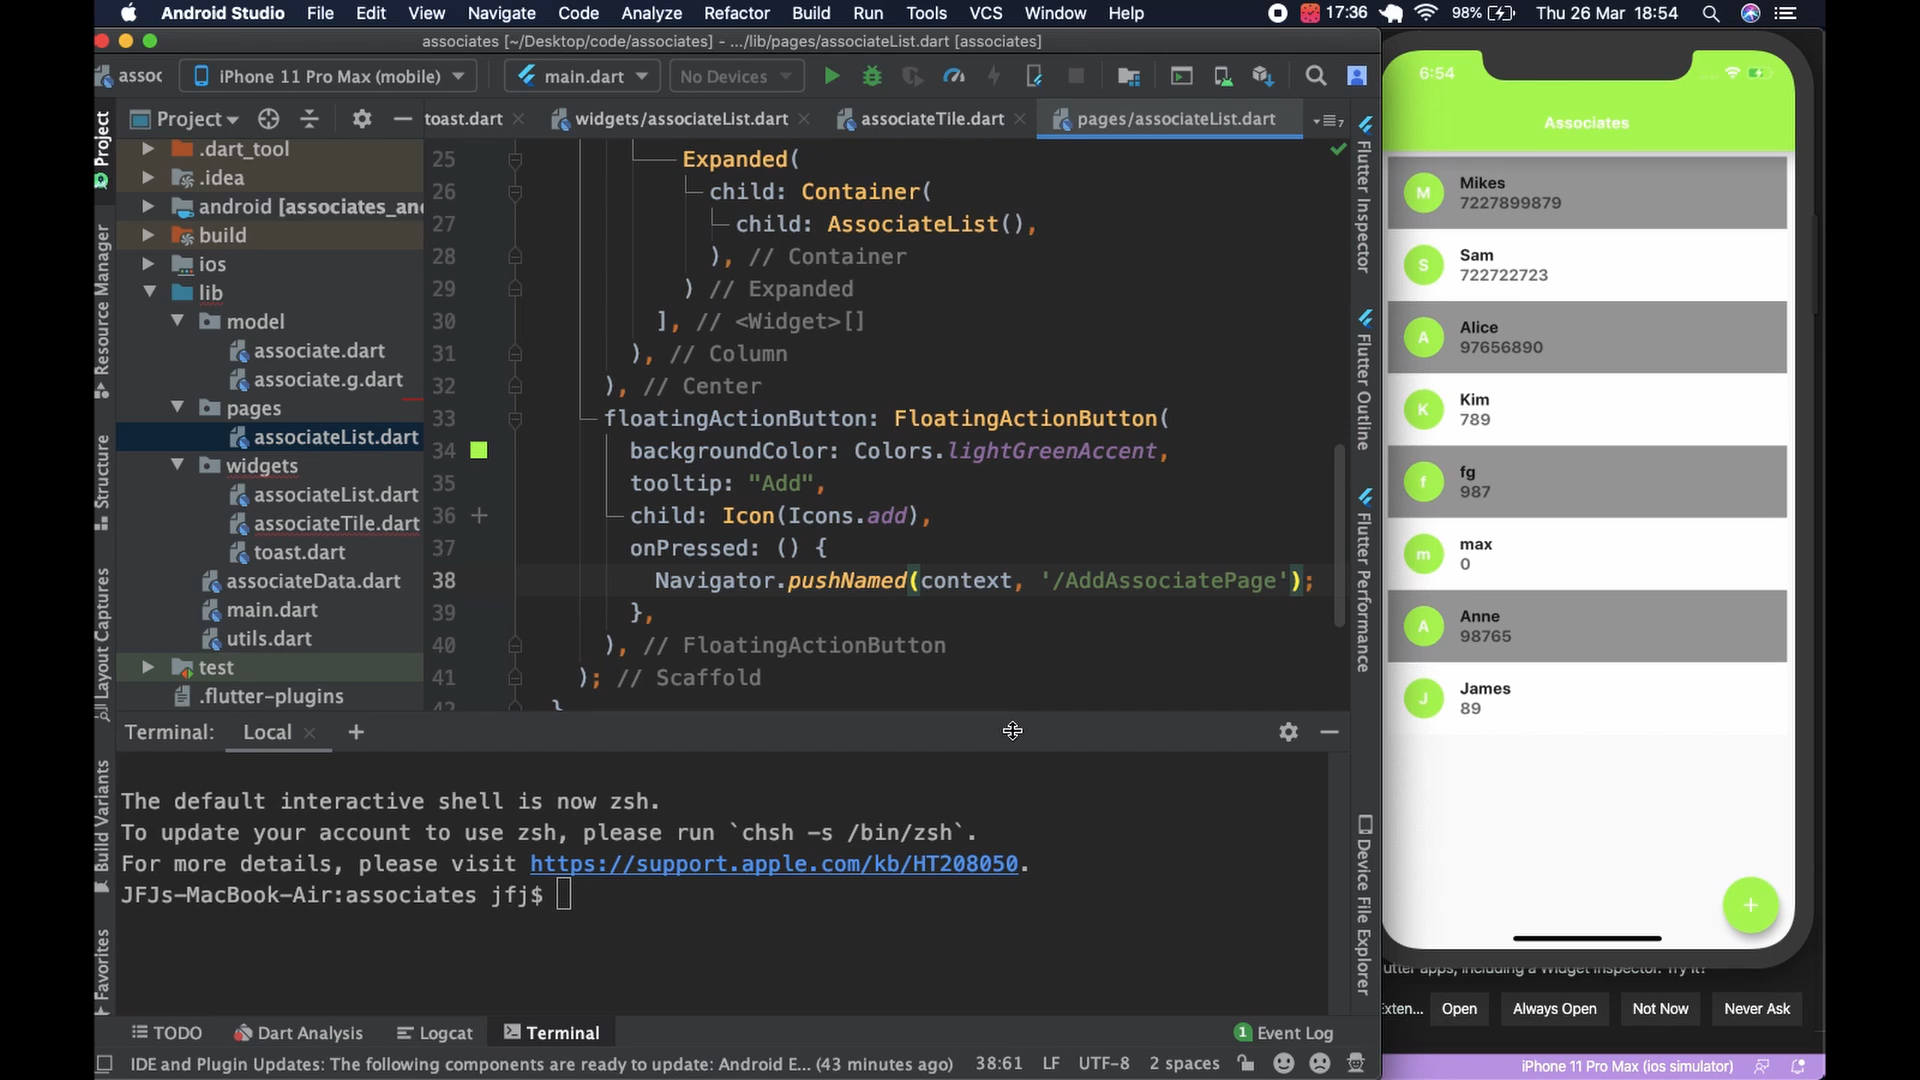 Android Studio File Edit View Navigate Code Analyze Refactor Build Run Tools VCS Window Help 17:36 98% Thu 26 Mar 18:54
associates [~/Desktop/code/associates] - .../lib/pages/associateList.dart [associates]
assoc iPhone 11 Pro Max (mobile) main.dart No Devices
Project toast.dart widgets/associateList.dart associateTile.dart pages/associateList.dart 7
.dart_tool
.idea
android [associates_an
build
ios
lib
model
associate.dart
associate.g.dart
pages
associateList.dart
widgets
associateList.dart
associateTile.dart
toast.dart
associateData.dart
main.dart
utils.dart
test
.flutter-plugins
25 Expanded(
26 child: Container(
27 child: AssociateList(),
28 ), // Container
29 ) // Expanded
30 ], // <Widget>[]
31 ), // Column
32 ), // Center
33 floatingActionButton: FloatingActionButton(
34 backgroundColor: Colors.lightGreenAccent,
35 tooltip: "Add",
36 child: Icon(Icons.add),
37 onPressed: () {
38 Navigator.pushNamed(context, '/AddAssociatePage');
39 },
40 ), // FloatingActionButton
41 ); // Scaffold
42 }
Project
Resource Manager
Structure
Layout Captures
Build Variants
Favorites
Flutter Inspector
Flutter Outline
Flutter Performance
Device File Explorer
Terminal: Local
The default interactive shell is now zsh.
To update your account to use zsh, please run `chsh -s /bin/zsh`.
For more details, please visit https://support.apple.com/kb/HT208050.
JFJs-MacBook-Air:associates jfj$
TODO Dart Analysis Logcat Terminal 1 Event Log
IDE and Plugin Updates: The following components are ready to update: Android E... (43 minutes ago) 38:61 LF UTF-8 2 spaces
6:54
Associates
M Mikes
7227899879
S Sam
722722723
A Alice
97656890
K Kim
789
f fg
987
m max
0
A Anne
98765
J James
89
+
utter apps, including a Widget Inspector. Try it?
Exten... Open Always Open Not Now Never Ask
iPhone 11 Pro Max (ios simulator)